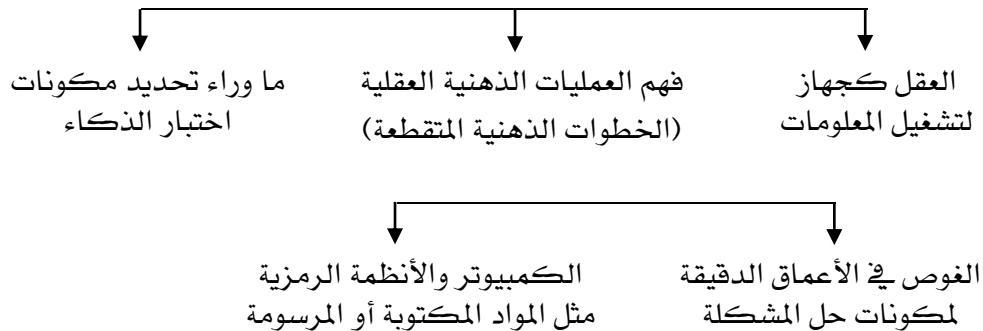 العقل كجهاز
لتشغيل المعلومات
فهم العمليات الذهنية العقلية
(الخطوات الذهنية المتقطعة)
ما وراء تحديد مكونات
اختبار الذكاء
الغوص في الأعماق الدقيقة
لمكونات حل المشكلة
الكمبيوتر والأنظمة الرمزية
مثل المواد المكتوبة أو المرسومة